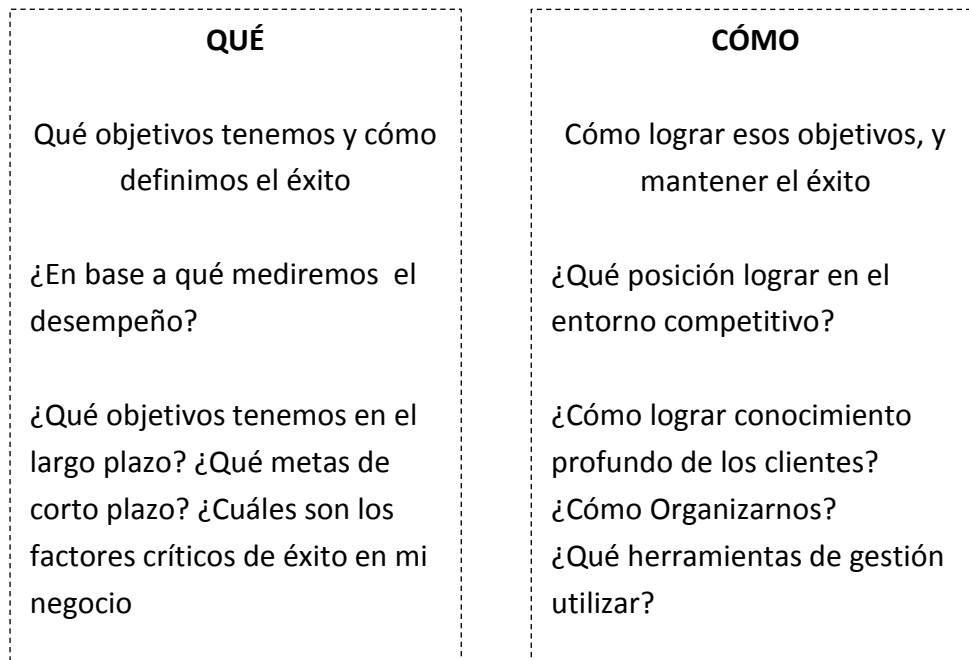 QUÉ
Qué objetivos tenemos y cómo
definimos el éxito
¿En base a qué mediremos  el
desempeño?
¿Qué objetivos tenemos en el
largo plazo? ¿Qué metas de
corto plazo? ¿Cuáles son los
factores críticos de éxito en mi
negocio
CÓMO
Cómo lograr esos objetivos, y
mantener el éxito
¿Qué posición lograr en el
entorno competitivo?
¿Cómo lograr conocimiento
profundo de los clientes?
¿Cómo Organizarnos?
¿Qué herramientas de gestión
utilizar?